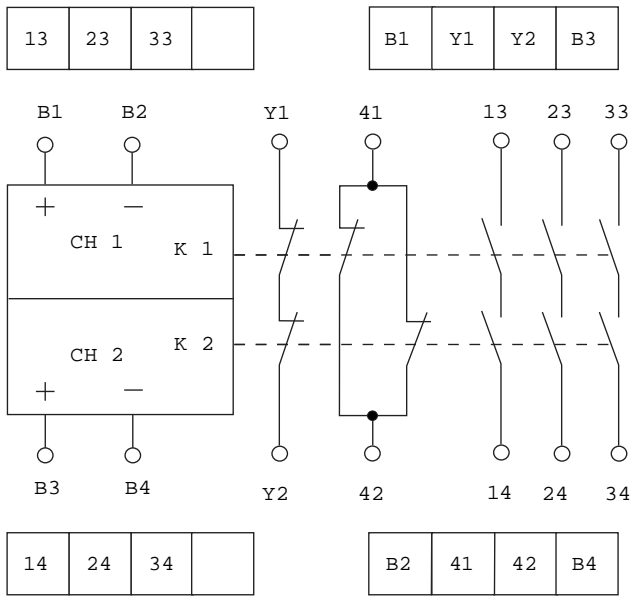 13 23 33 B1 Y1 Y2 B3
B1 B2 Y1 41 13 23 33
+ −
CH 1 K 1
CH 2 K 2
+ −
B3 B4 Y2 42 14 24 34
14 24 34 B2 41 42 B4